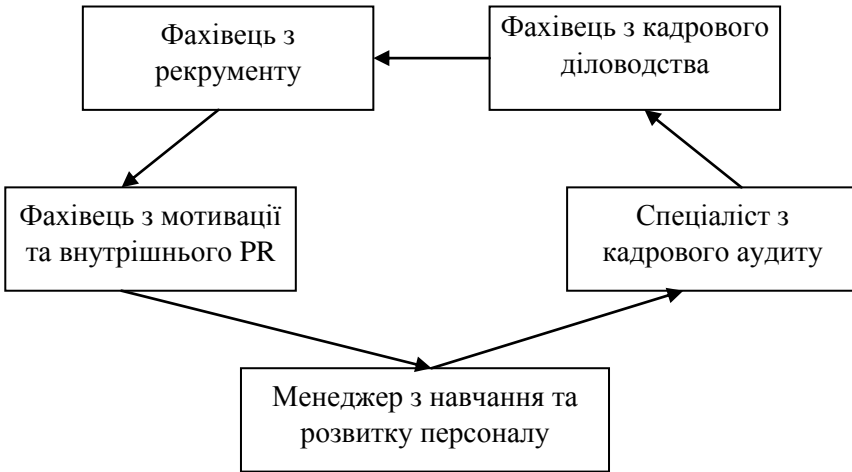 Фахівець з
рекрументу
Фахівець з кадрового
діловодства
Фахівець з мотивації
та внутрішнього PR
Спеціаліст з
кадрового аудиту
Менеджер з навчання та
розвитку персоналу